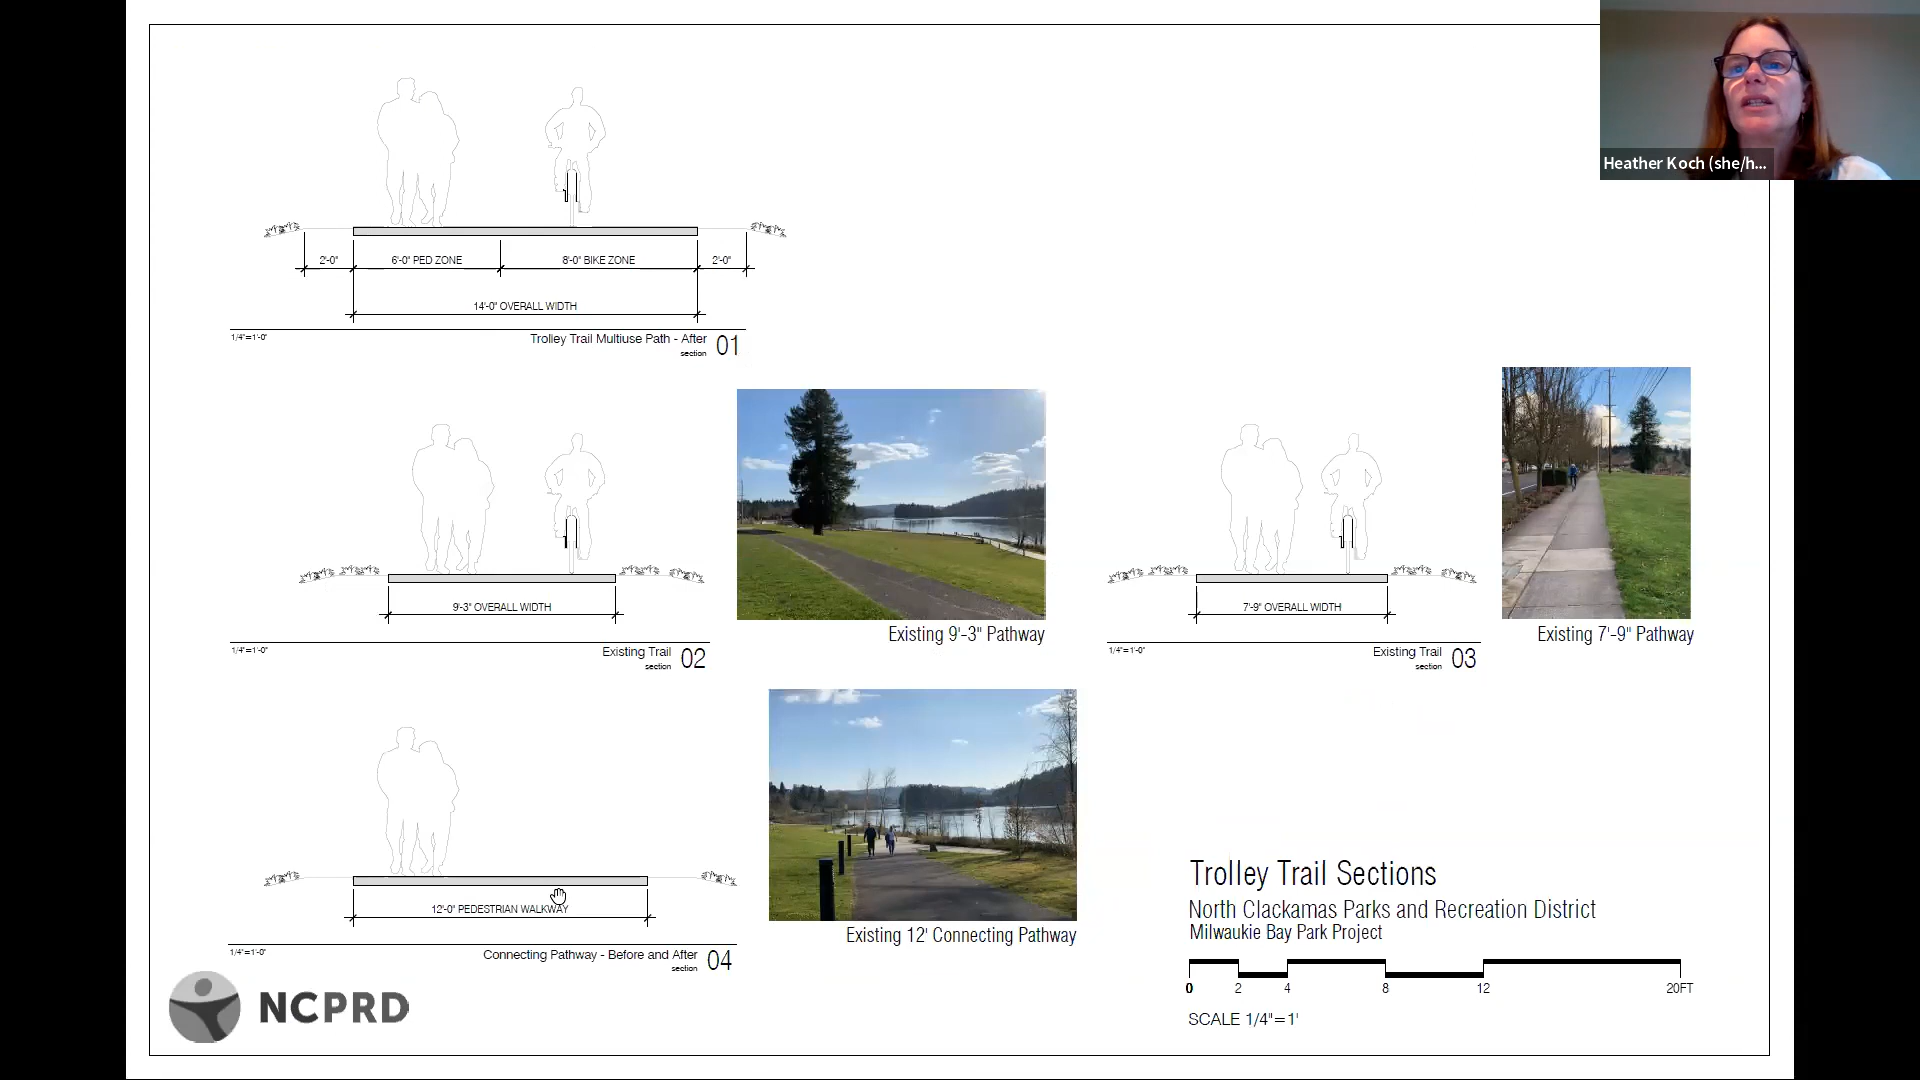 Heather Koch (she/h...
2'-0"
6'-0" PED ZONE
8'-0" BIKE ZONE
2'-0"
14'-0" OVERALL WIDTH
1/4"=1'-0"
Trolley Trail Multiuse Path - After
section
01
9'-3" OVERALL WIDTH
1/4"=1'-0"
Existing Trail
section
02
Existing 9'-3" Pathway
7'-9" OVERALL WIDTH
1/4"=1'-0"
Existing Trail
section
03
Existing 7'-9" Pathway
12'-0" PEDESTRIAN WALKWAY
1/4"=1'-0"
Connecting Pathway - Before and After
section
04
Existing 12' Connecting Pathway
NCPRD
Trolley Trail Sections
North Clackamas Parks and Recreation District
Milwaukie Bay Park Project
0 2 4 8 12 20FT
SCALE 1/4"=1'